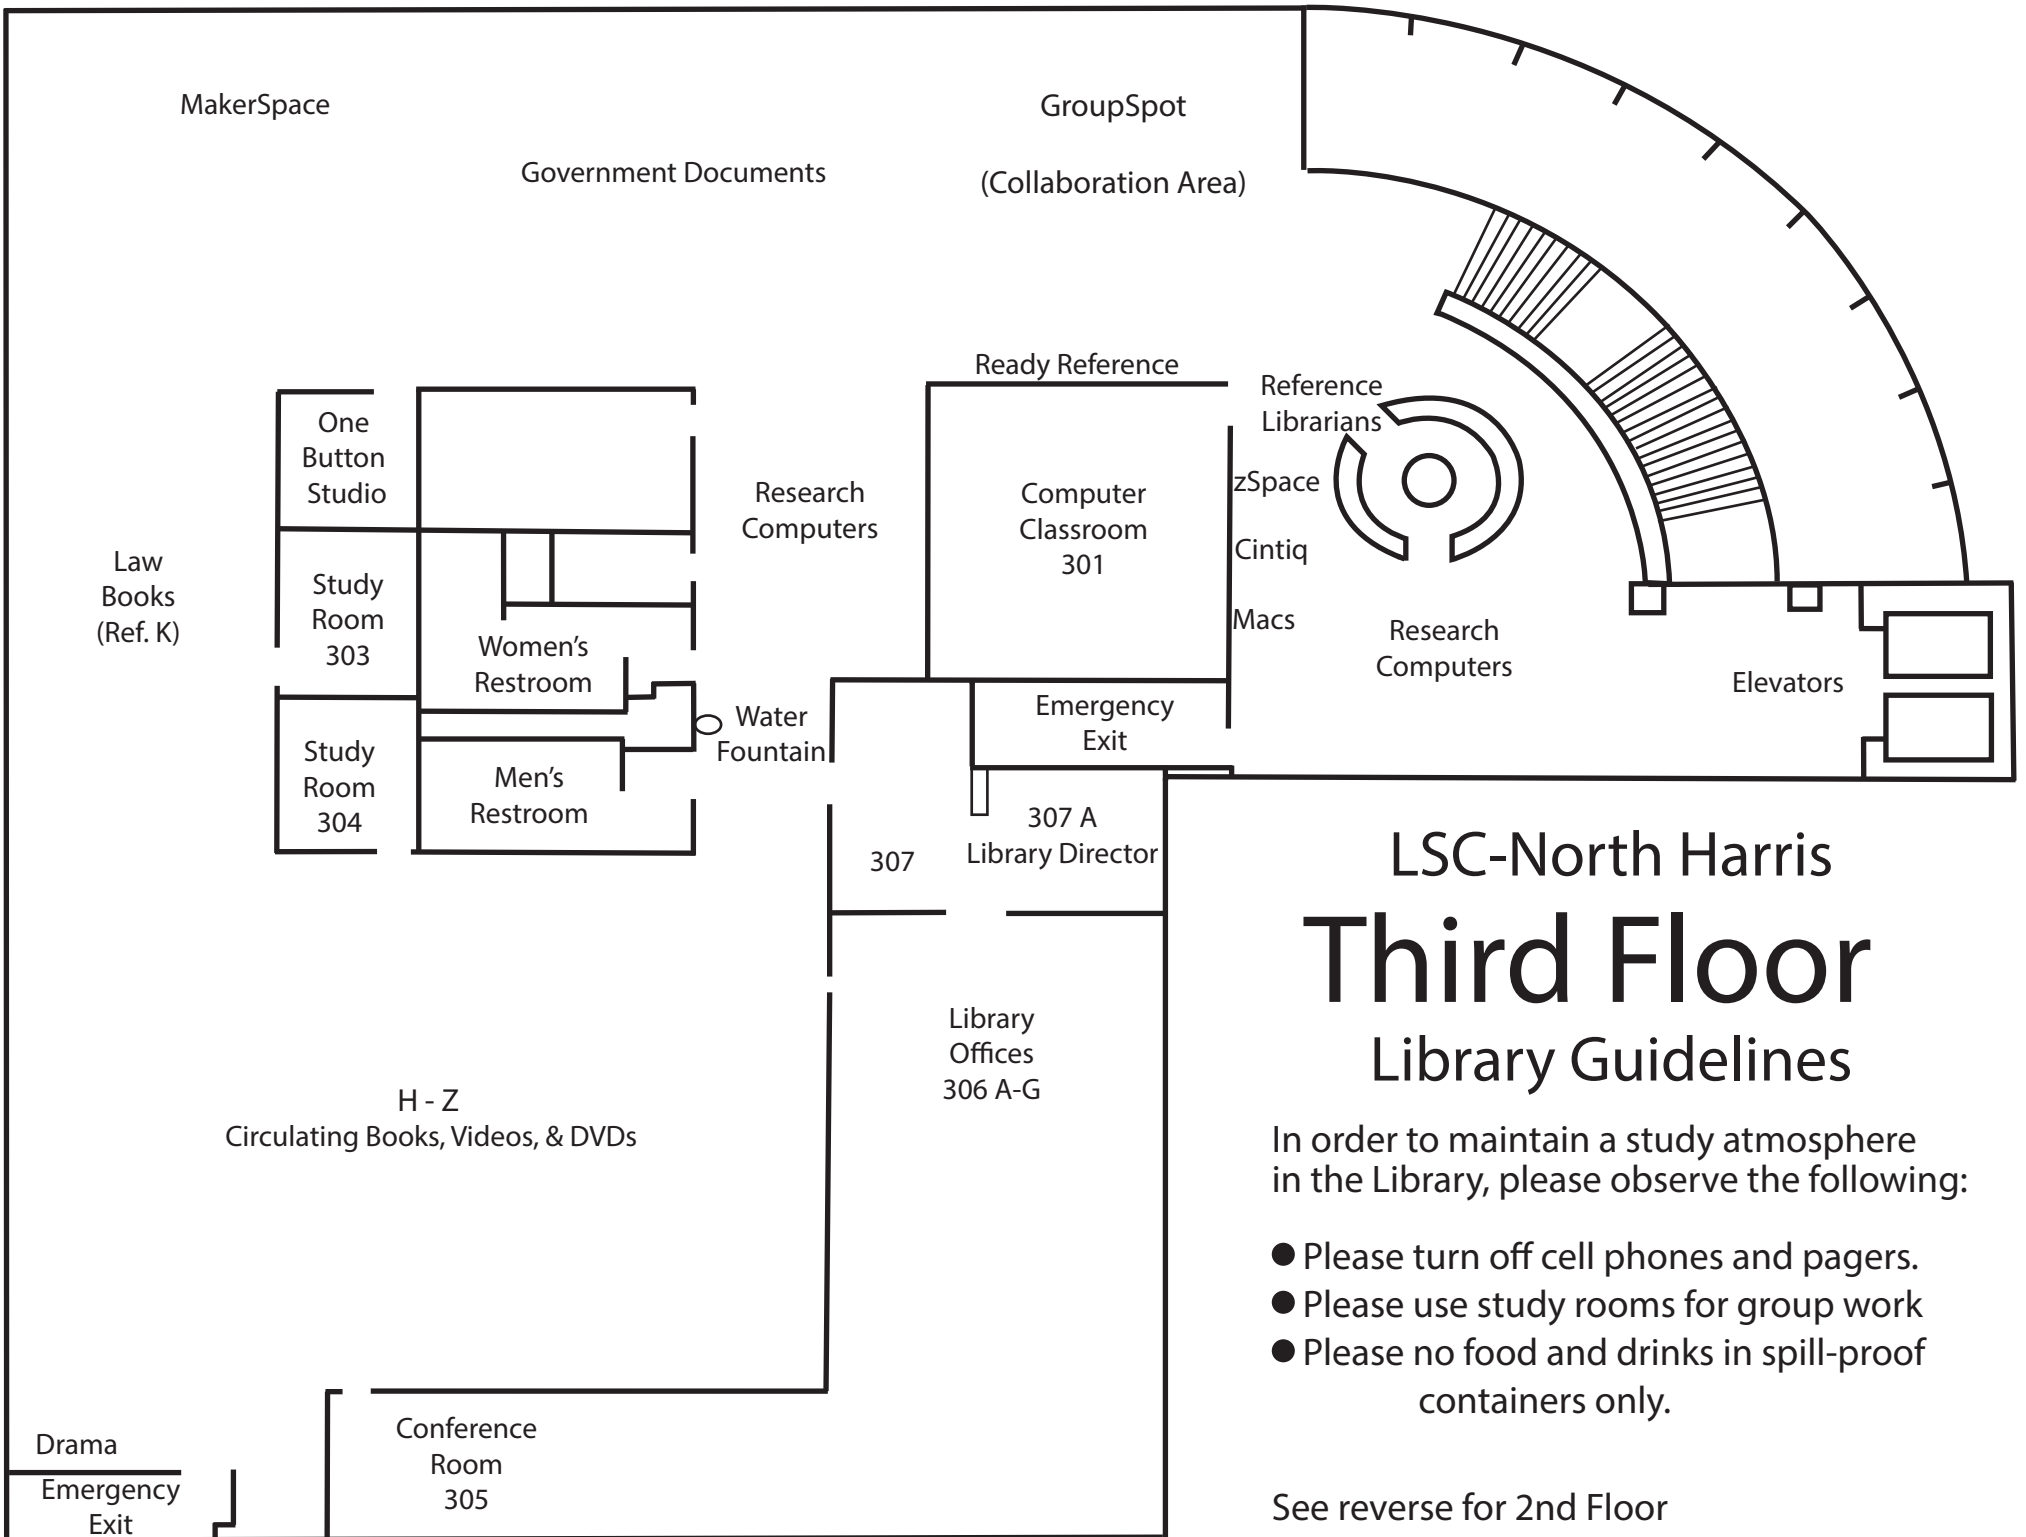 MakerSpace
GroupSpot
Government Documents
(Collaboration Area)
Ready Reference
Reference
Librarians
One
Button
Studio
zSpace
Research
Computers
Computer
Classroom
301
Cintiq
Law
Books
(Ref. K)
Study
Room
303
Macs
Research
Computers
Women’s
Restroom
Elevators
Emergency
Exit
Water
Fountain
Study
Room
304
Men’s
Restroom
307 A
Library Director
307
LSC-North Harris
Third Floor
Library Guidelines
Library
Offices
306 A-G
H - Z
Circulating Books, Videos, & DVDs
In order to maintain a study atmosphere
in the Library, please observe the following:
● Please turn off cell phones and pagers.
● Please use study rooms for group work
● Please no food and drinks in spill-proof
containers only.
Conference
Room
305
Drama
Emergency
Exit
See reverse for 2nd Floor